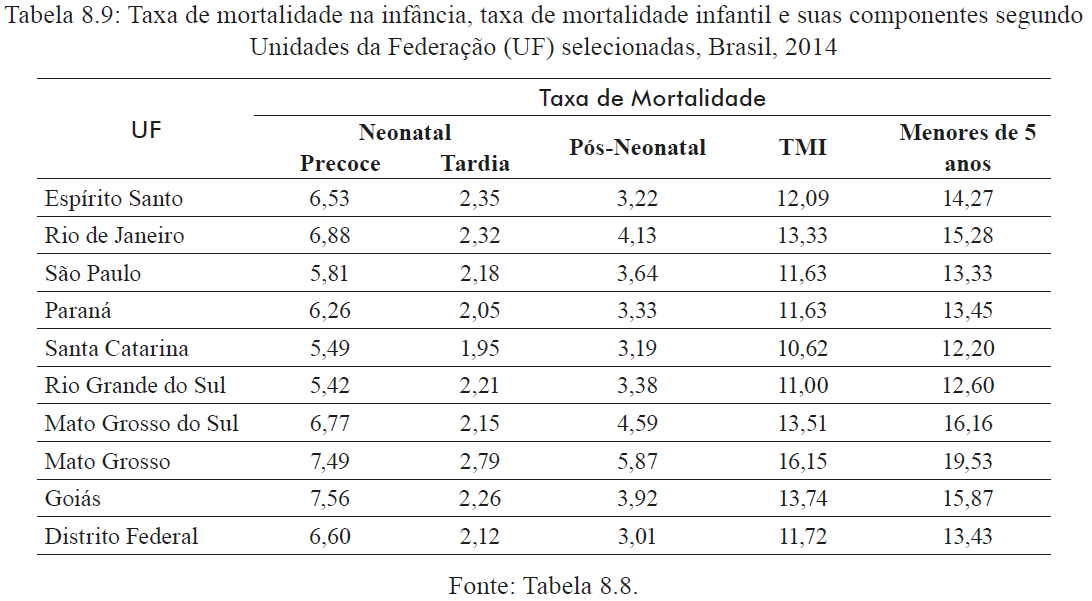 Tabela 8.9: Taxa de mortalidade na infância, taxa de mortalidade infantil e suas componentes segundo
Unidades da Federação (UF) selecionadas, Brasil, 2014
UF
Taxa de Mortalidade
Neonatal
Pós-Neonatal
TMI
Menores de 5
anos
Precoce
Tardia
Espírito Santo 6,53 2,35 3,22 12,09 14,27
Rio de Janeiro 6,88 2,32 4,13 13,33 15,28
São Paulo 5,81 2,18 3,64 11,63 13,33
Paraná 6,26 2,05 3,33 11,63 13,45
Santa Catarina 5,49 1,95 3,19 10,62 12,20
Rio Grande do Sul 5,42 2,21 3,38 11,00 12,60
Mato Grosso do Sul 6,77 2,15 4,59 13,51 16,16
Mato Grosso 7,49 2,79 5,87 16,15 19,53
Goiás 7,56 2,26 3,92 13,74 15,87
Distrito Federal 6,60 2,12 3,01 11,72 13,43
Fonte: Tabela 8.8.